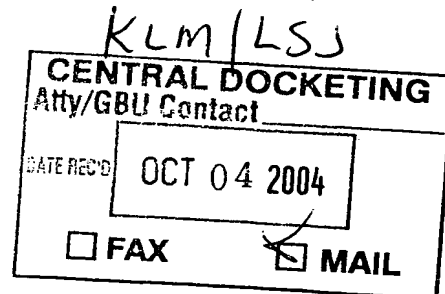 KLM/LSJ
CENTRAL DOCKETING
Atty/GBU Contact
DATE REC'D
OCT 04 2004
☐ FAX ☒ MAIL